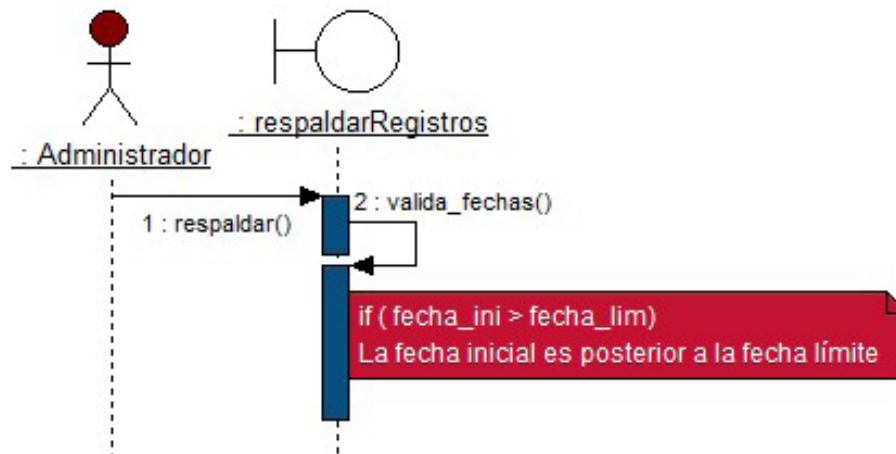 : respaldarRegistros
: Administrador
1 : respaldar()
2 : valida_fechas()
if ( fecha_ini > fecha_lim)
La fecha inicial es posterior a la fecha límite